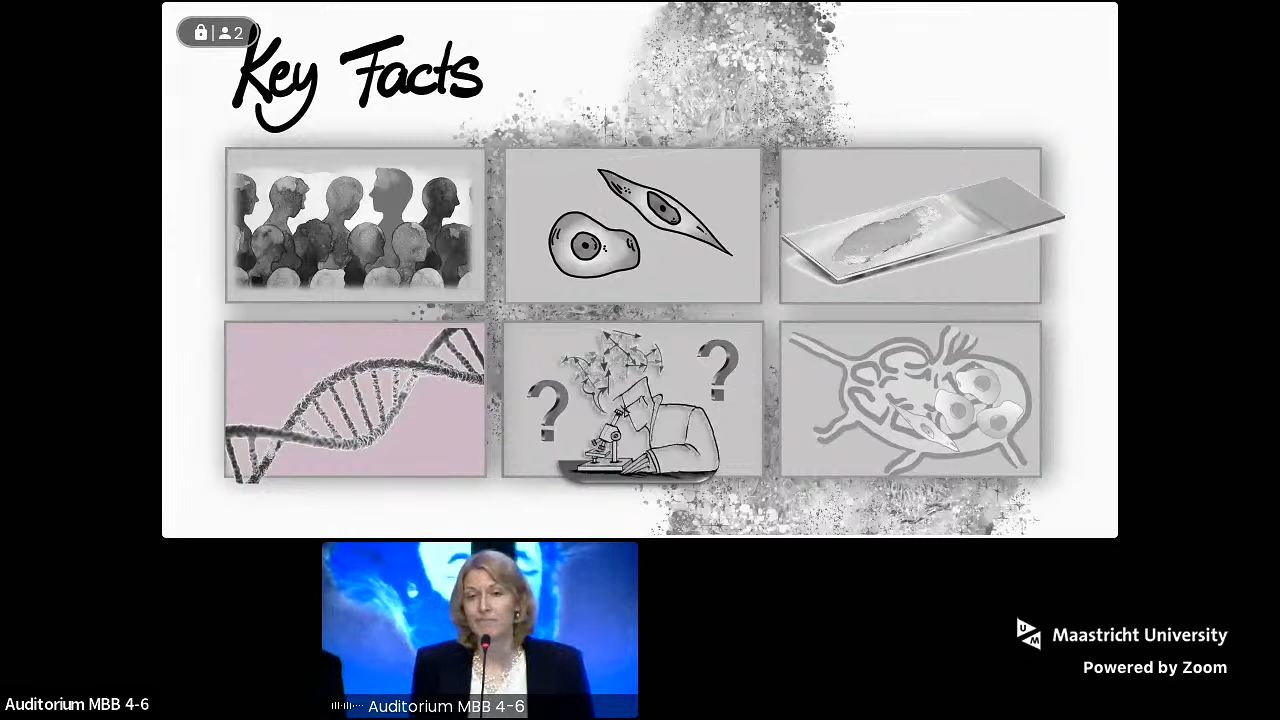 2
Key Facts
? ?
U
M
Maastricht University
Powered by Zoom
Auditorium MBB 4-6
Auditorium MBB 4-6